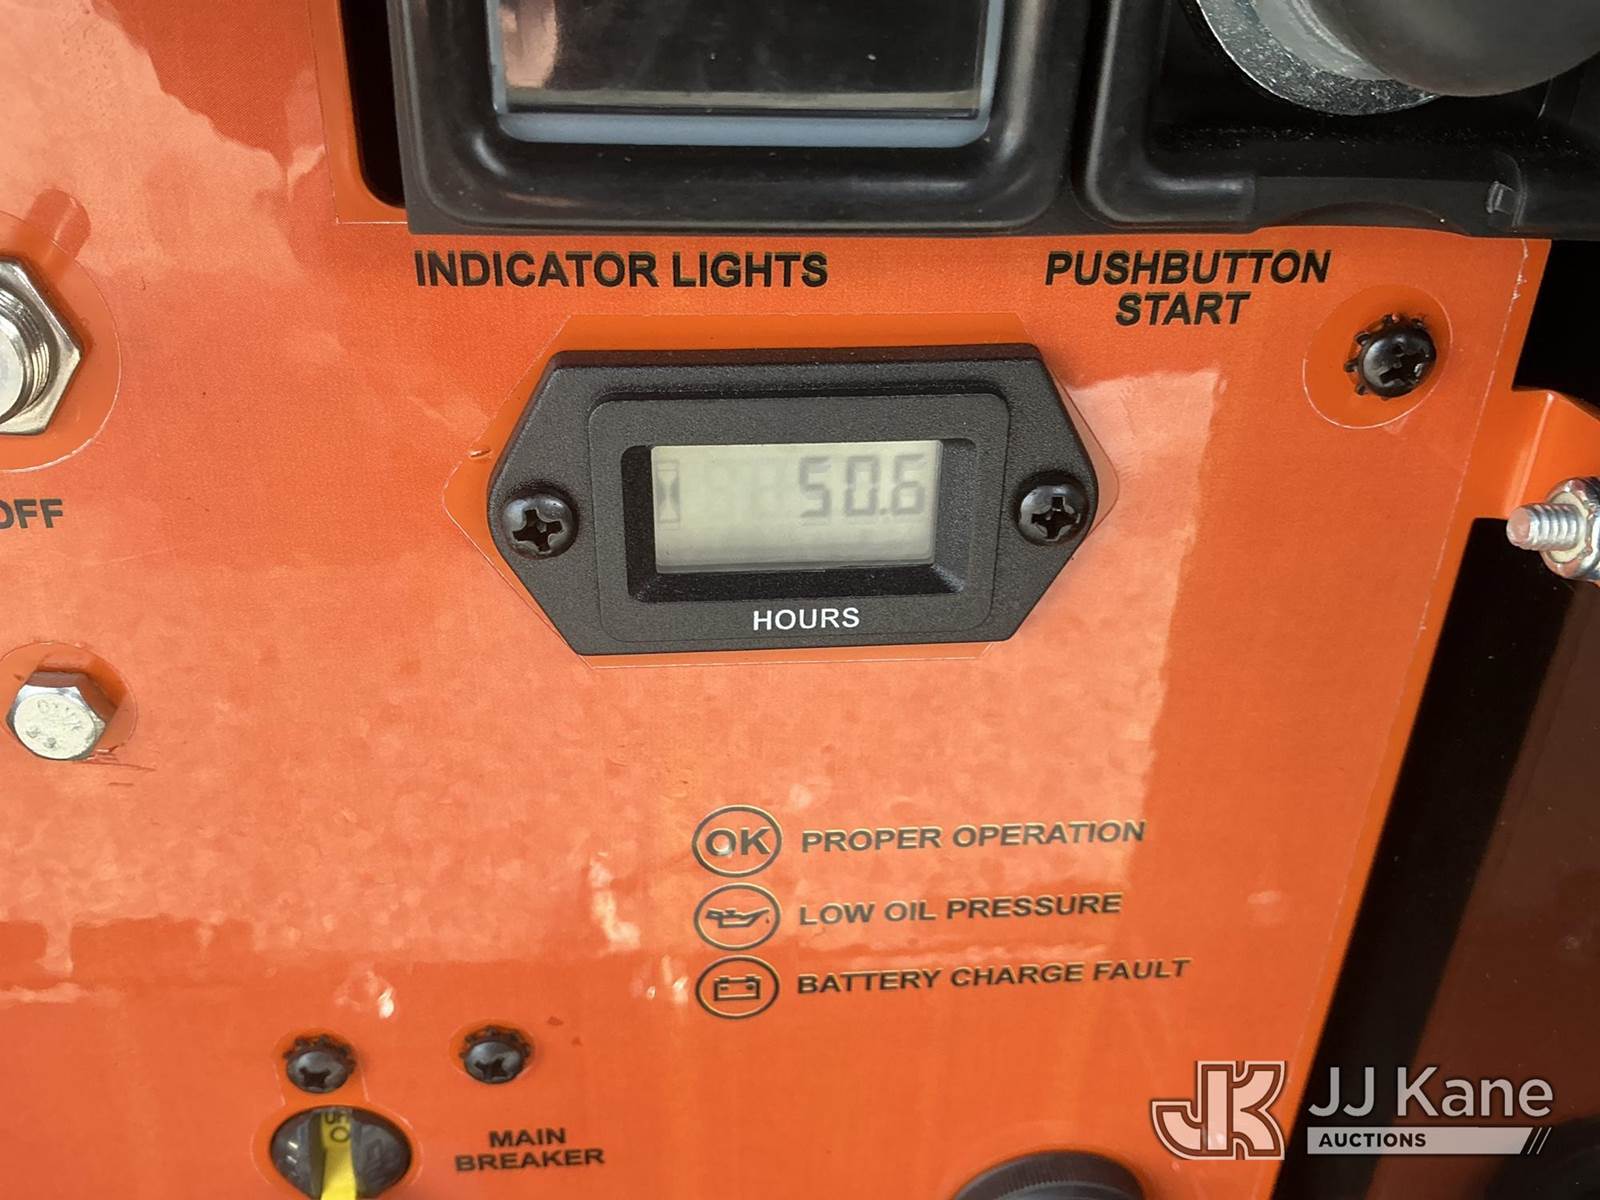 INDICATOR LIGHTS
PUSHBUTTON
START
50.6
HOURS
OFF
OK PROPER OPERATION
LOW OIL PRESSURE
BATTERY CHARGE FAULT
MAIN
BREAKER
JK
JJ Kane
AUCTIONS